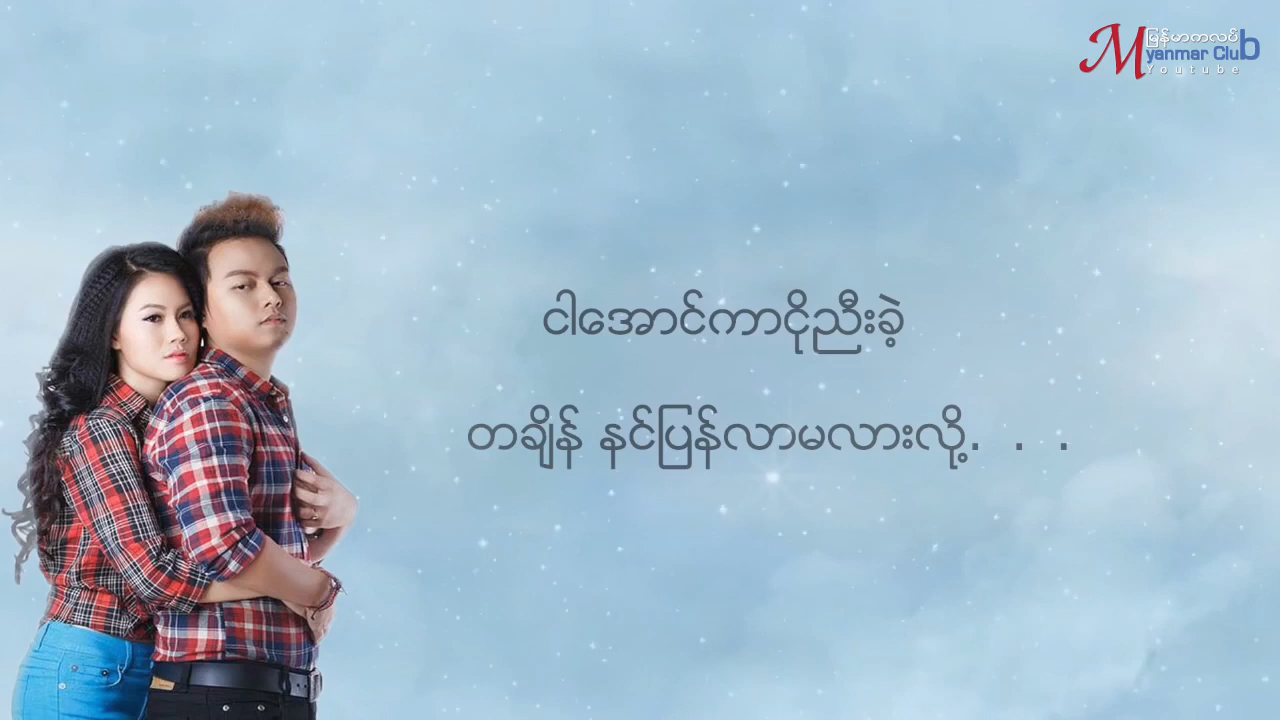 မြန်မာကလပ်
Myanmar Club
Youtube
ငါအောင်ကာငိုညီးခဲ့
တချိန် နင်ပြန်လာမလားလို့. . .